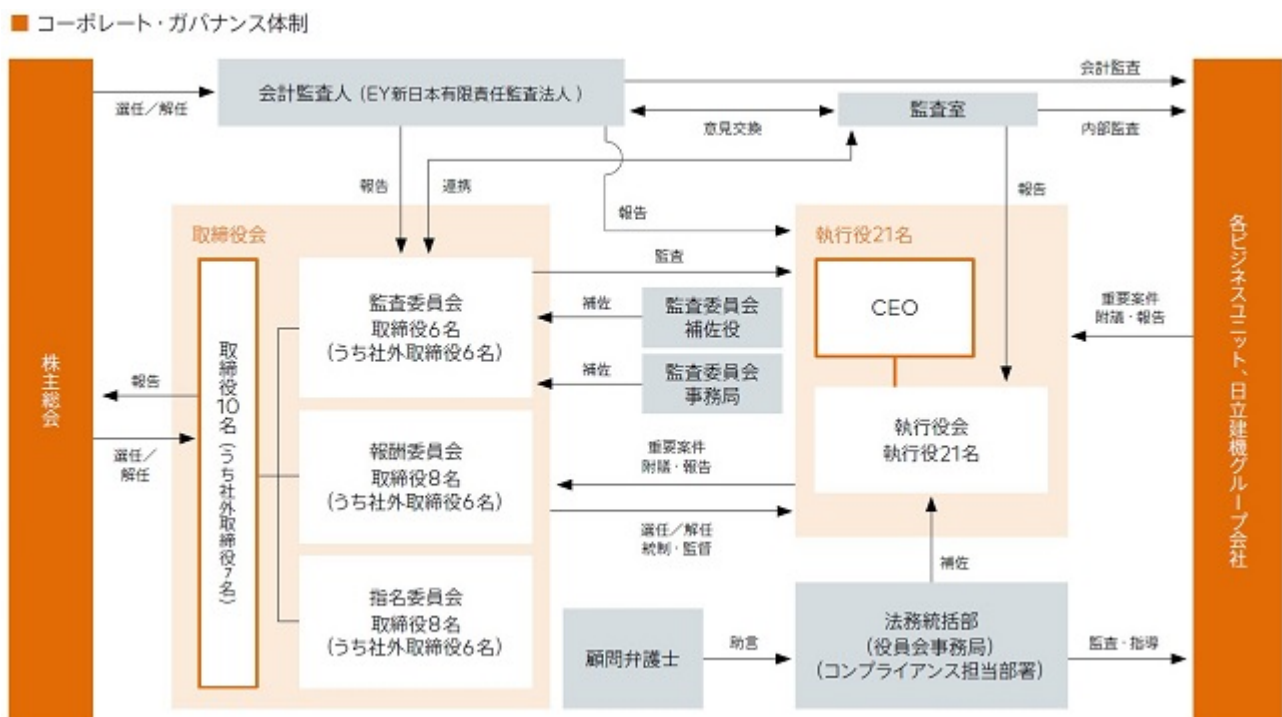 ■ コーポレート・ガバナンス体制
株主総会
選任／解任
会計監査人（EY新日本有限責任監査法人）
会計監査
意見交換
監査室
内部監査
報告
連携
報告
報告
取締役会
取締役10名（うち社外取締役7名）
報告
選任／
解任
監査委員会
取締役6名
（うち社外取締役6名）
報酬委員会
取締役8名
（うち社外取締役6名）
指名委員会
取締役8名
（うち社外取締役6名）
監査
補佐
監査委員会
補佐役
補佐
監査委員会
事務局
重要案件
附議・報告
選任／解任
統制・監督
執行役21名
CEO
執行役会
執行役21名
補佐
顧問弁護士
助言
法務統括部
（役員会事務局）
（コンプライアンス担当部署）
監査・指導
重要案件
附議・報告
各ビジネスユニット、日立建機グループ会社